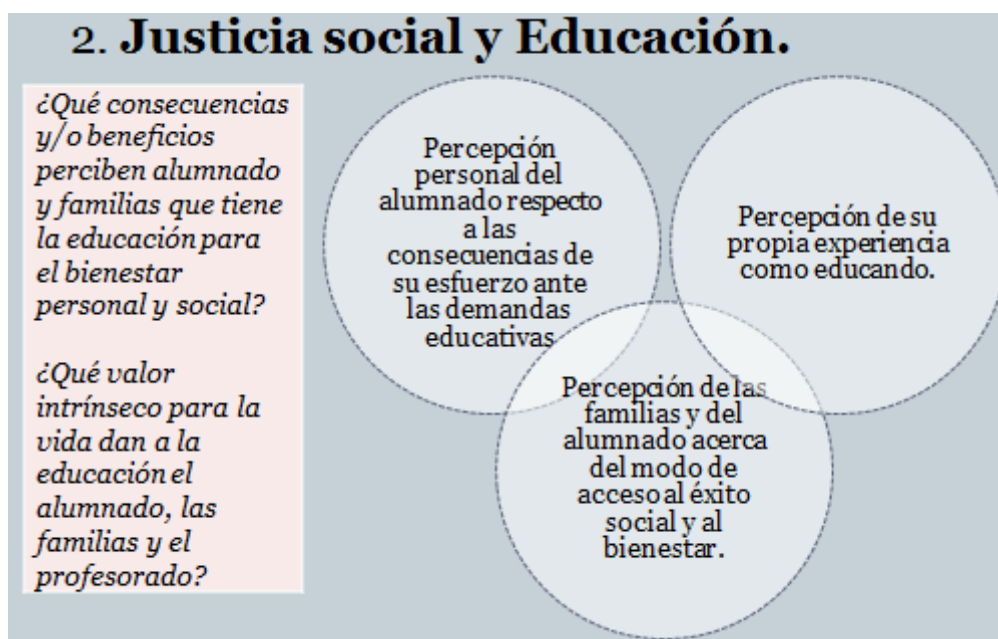 2. Justicia social y Educación.
¿Qué consecuencias
y/o beneficios
perciben alumnado
y familias que tiene
la educación para
el bienestar
personal y social?
¿Qué valor
intrínseco para la
vida dan a la
educación el
alumnado, las
familias y el
profesorado?
Percepción
personal del
alumnado respecto
a las
consecuencias de
su esfuerzo ante
las demandas
educativas
Percepción de su
propia experiencia
como educando.
Percepción de las
familias y del
alumnado acerca
del modo de
acceso al éxito
social y al
bienestar.